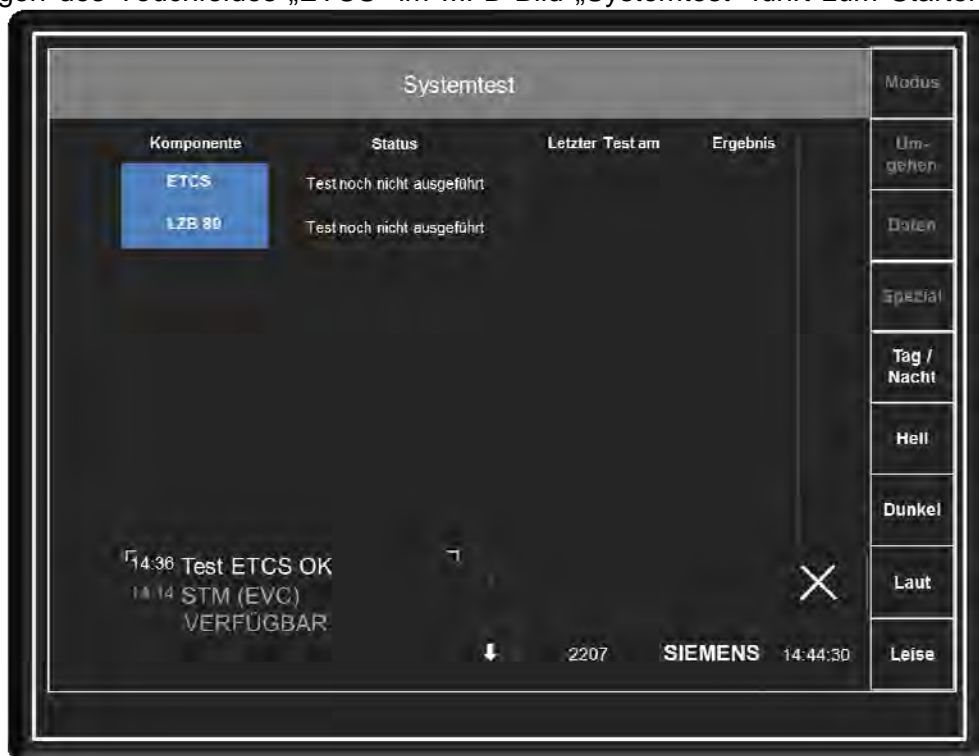 des Touchfeldes „ETCS“ im MFD-Bild „Systemtest“ führt zum
Systemtest
Modus
Komponente Status Letzter Test am Ergebnis
Um-
gehen
ETCS Test noch nicht ausgeführt
LZB 80 Test noch nicht ausgeführt
Daten
Spezial
Tag /
Nacht
Hell
Dunkel
14:36 Test ETCS OK
14:14 STM (EVC)
VERFÜGBAR
Laut
2207 SIEMENS 14:44:30
Leise